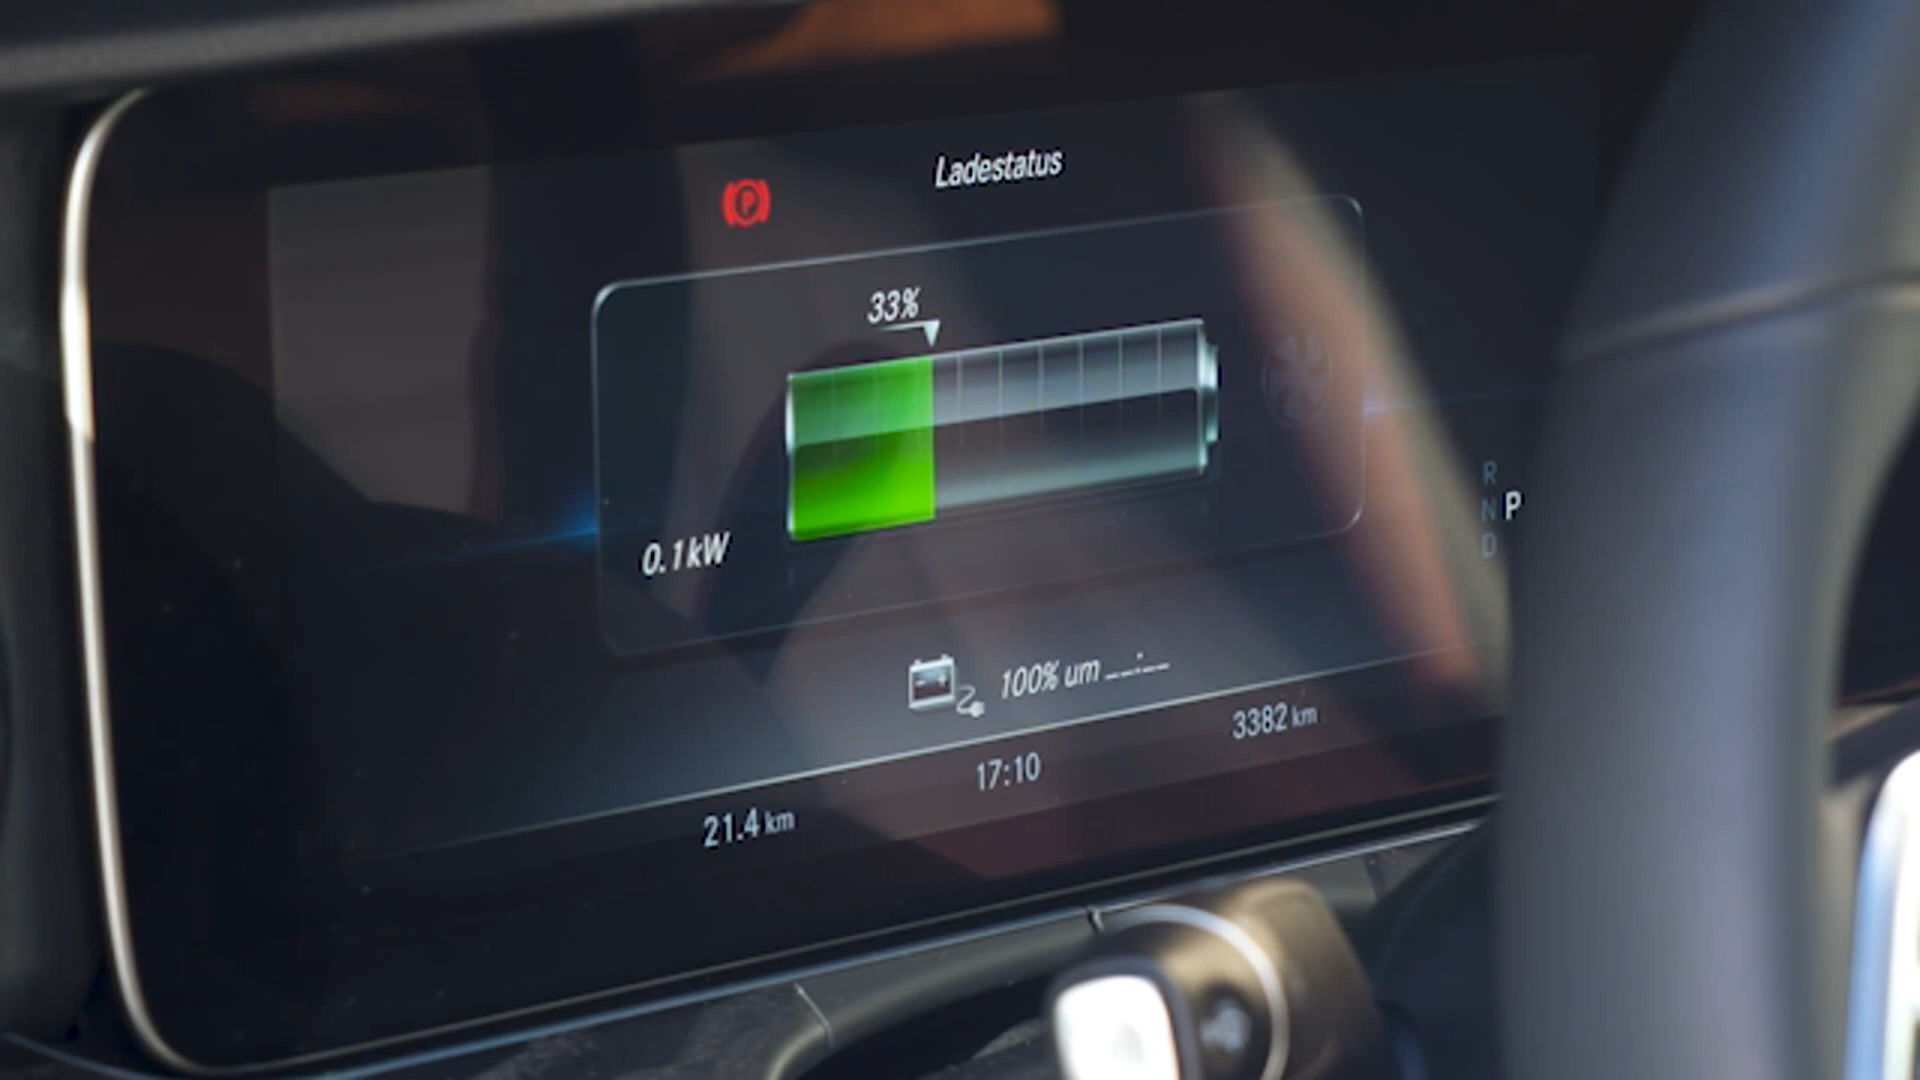 Ladestatus
P
33%
0.1 kW
R
N P
D
100% um --:--
3382 km
17:10
21.4 km